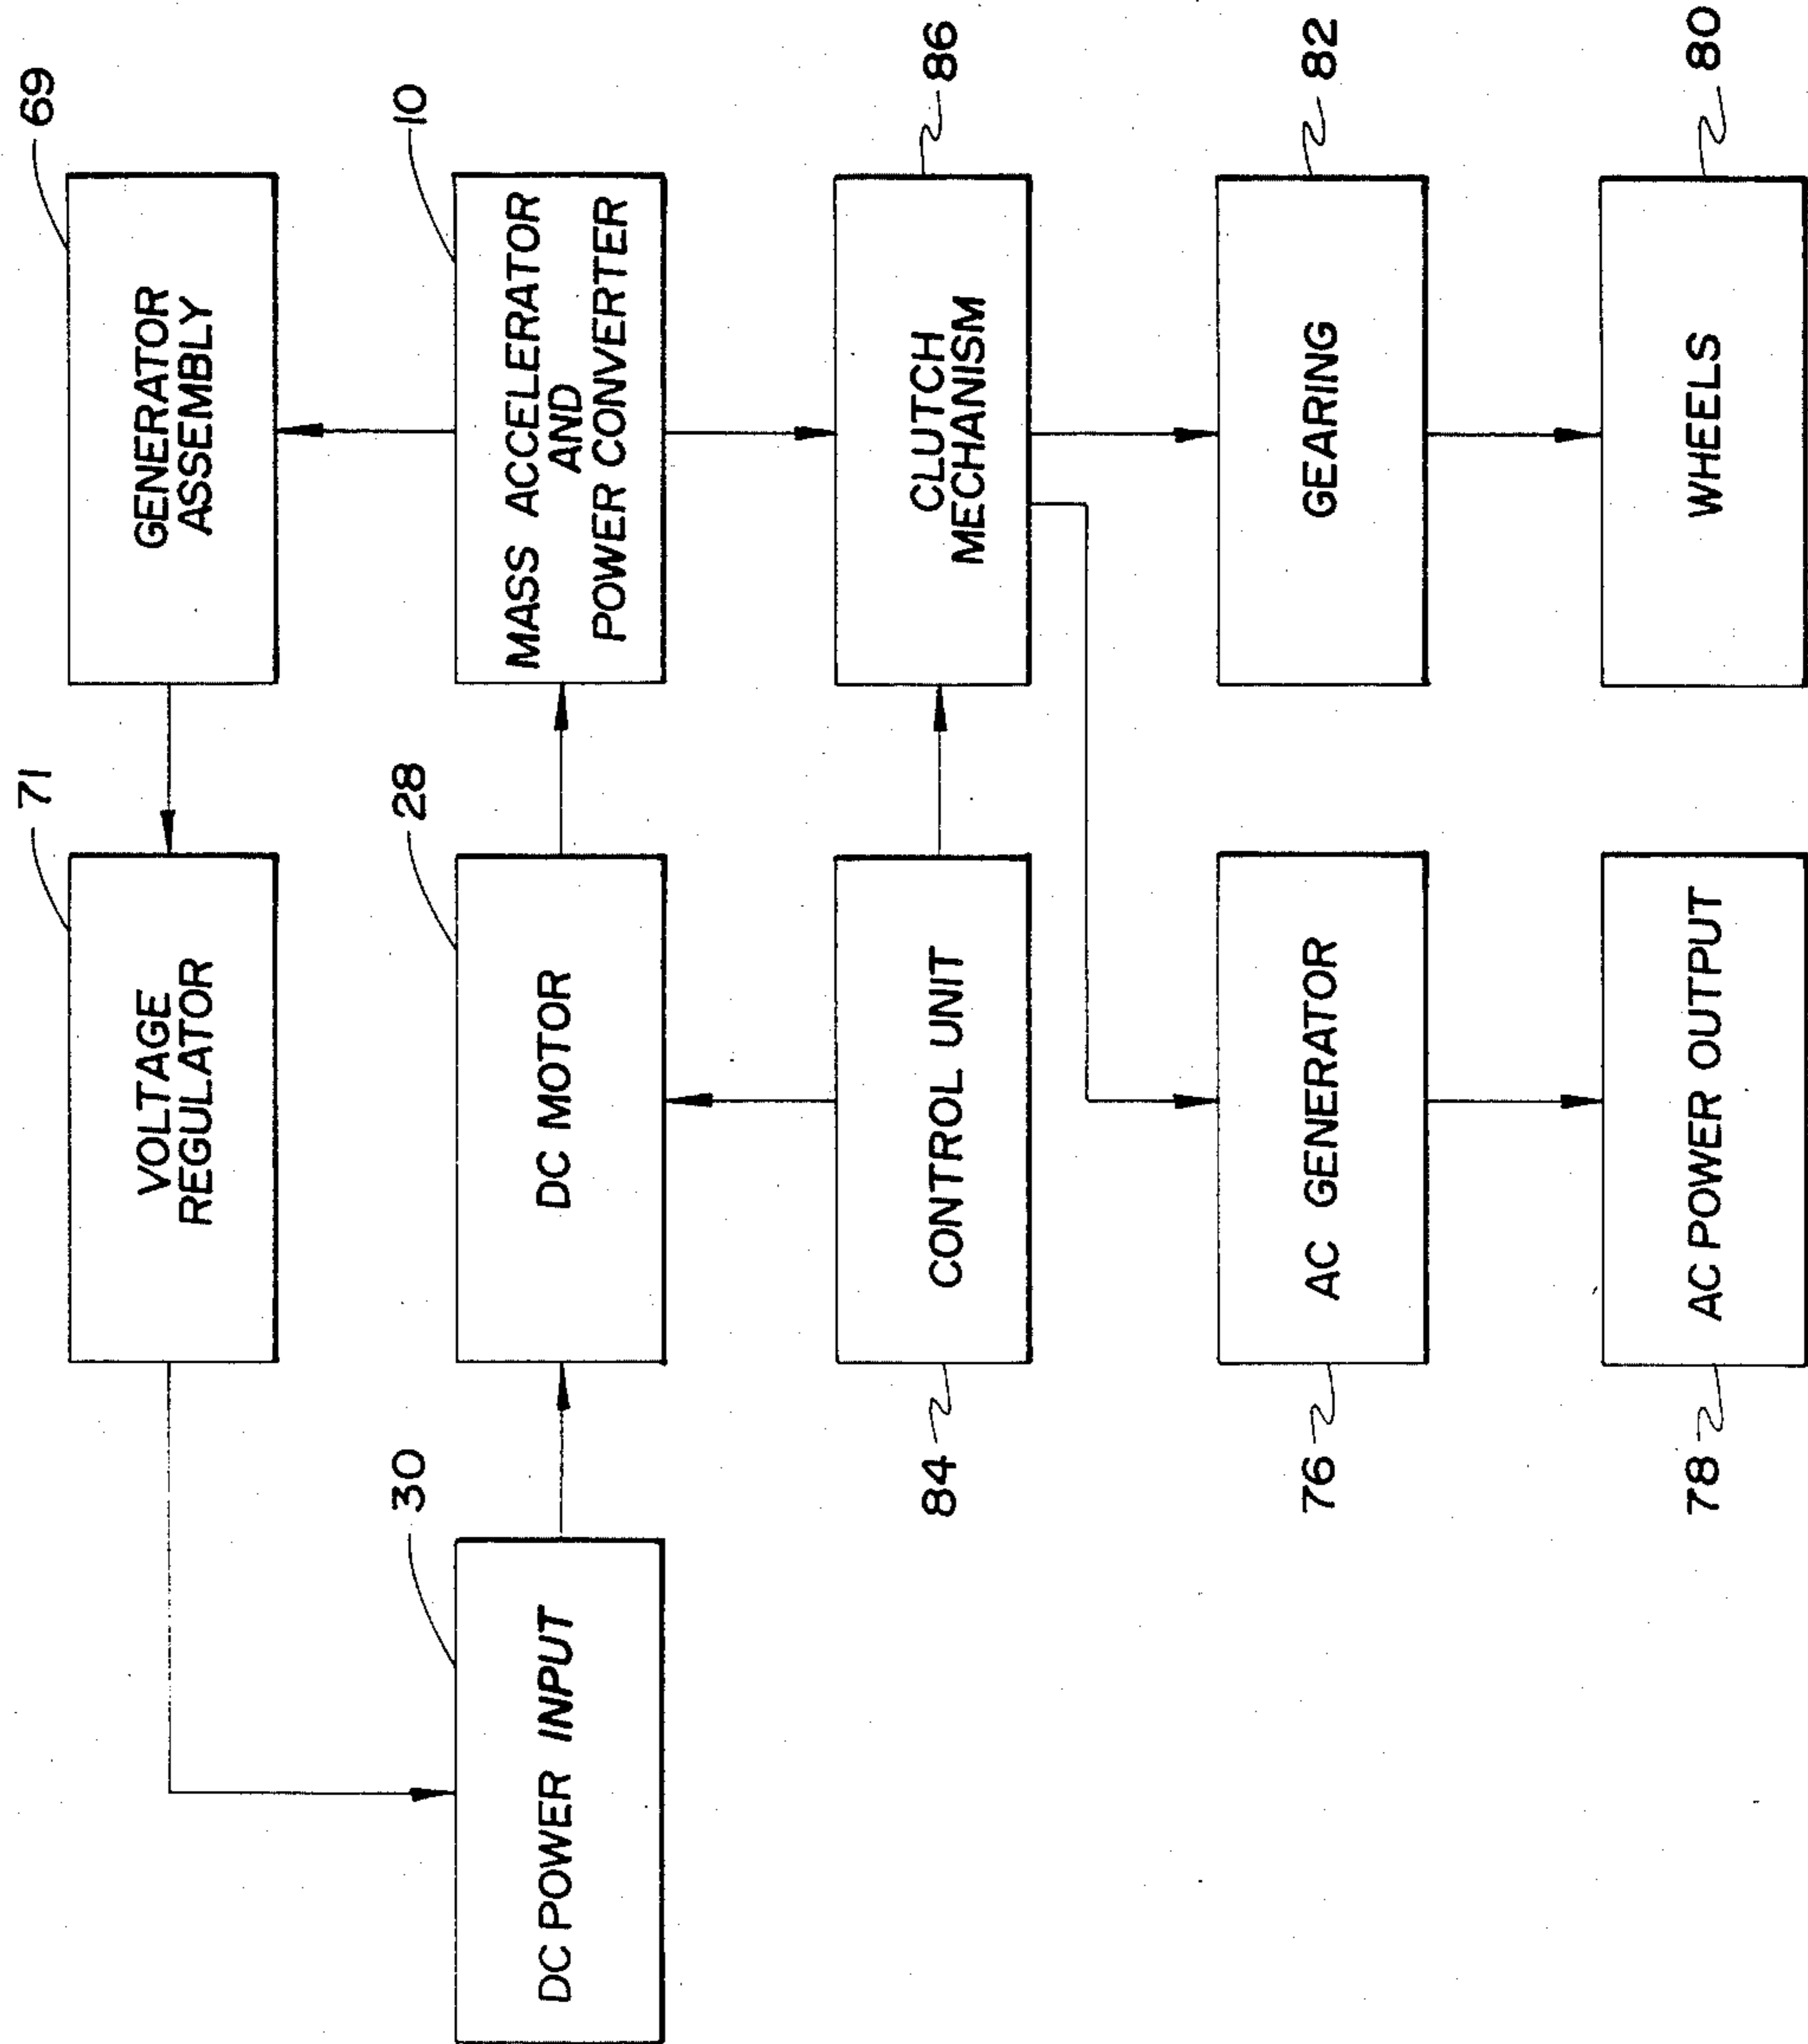 69
GENERATOR
ASSEMBLY
71
VOLTAGE
REGULATOR
10
MASS ACCELERATOR
AND
POWER CONVERTER
28
DC MOTOR
30
DC POWER INPUT
86
CLUTCH
MECHANISM
CONTROL UNIT
84
82
GEARING
AC GENERATOR
76
80
WHEELS
AC POWER OUTPUT
78